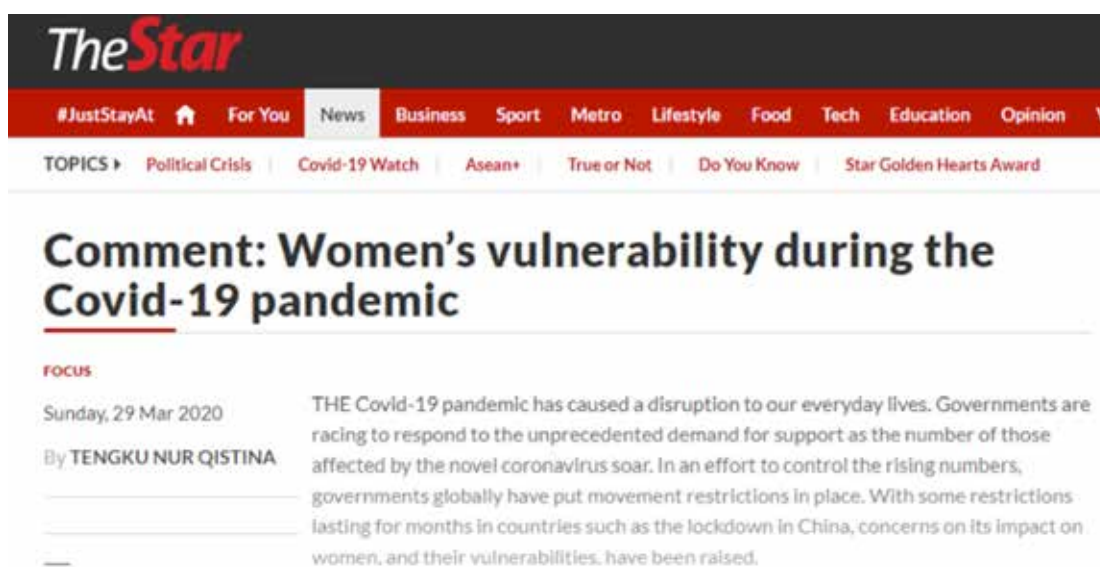 TheStar
#JustStayAt For You News Business Sport Metro Lifestyle Food Tech Education Opinion
TOPICS Political Crisis Covid-19 Watch Asean+ True or Not Do You Know Star Golden Hearts Award
Comment: Women's vulnerability during the
Covid-19 pandemic
FOCUS
Sunday, 29 Mar 2020
By TENGKU NUR QISTINA
THE Covid-19 pandemic has caused a disruption to our everyday lives. Governments are
racing to respond to the unprecedented demand for support as the number of those
affected by the novel coronavirus soar. In an effort to control the rising numbers,
governments globally have put movement restrictions in place. With some restrictions
lasting for months in countries such as the lockdown in China, concerns on its impact on
women, and their vulnerabilities, have been raised.